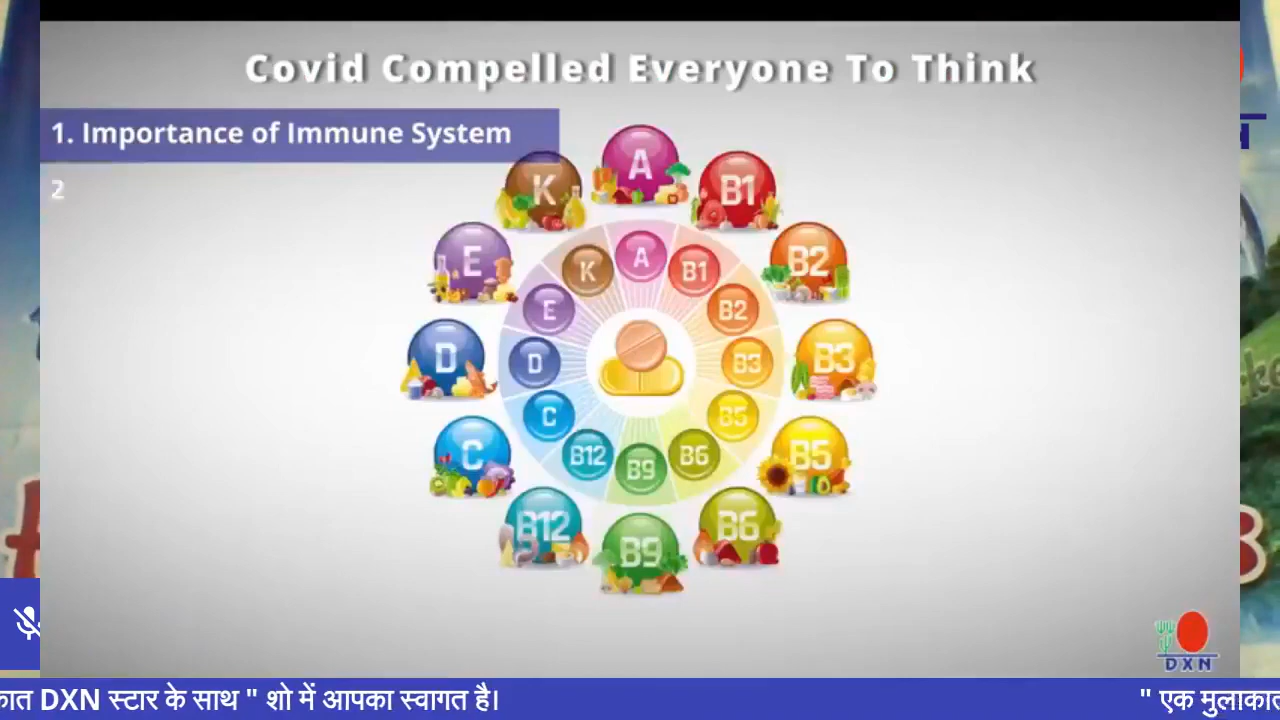 Covid Compelled Everyone To Think
1. Importance of Immune System
2
A
K
B1
E
B2
D
B3
C
B5
B12
B6
B9
A
K
B1
E
B2
D
B3
C
B5
B12
B6
B9
DXN
DXN स्टार के साथ " शो में आपका स्वागत है।
" एक